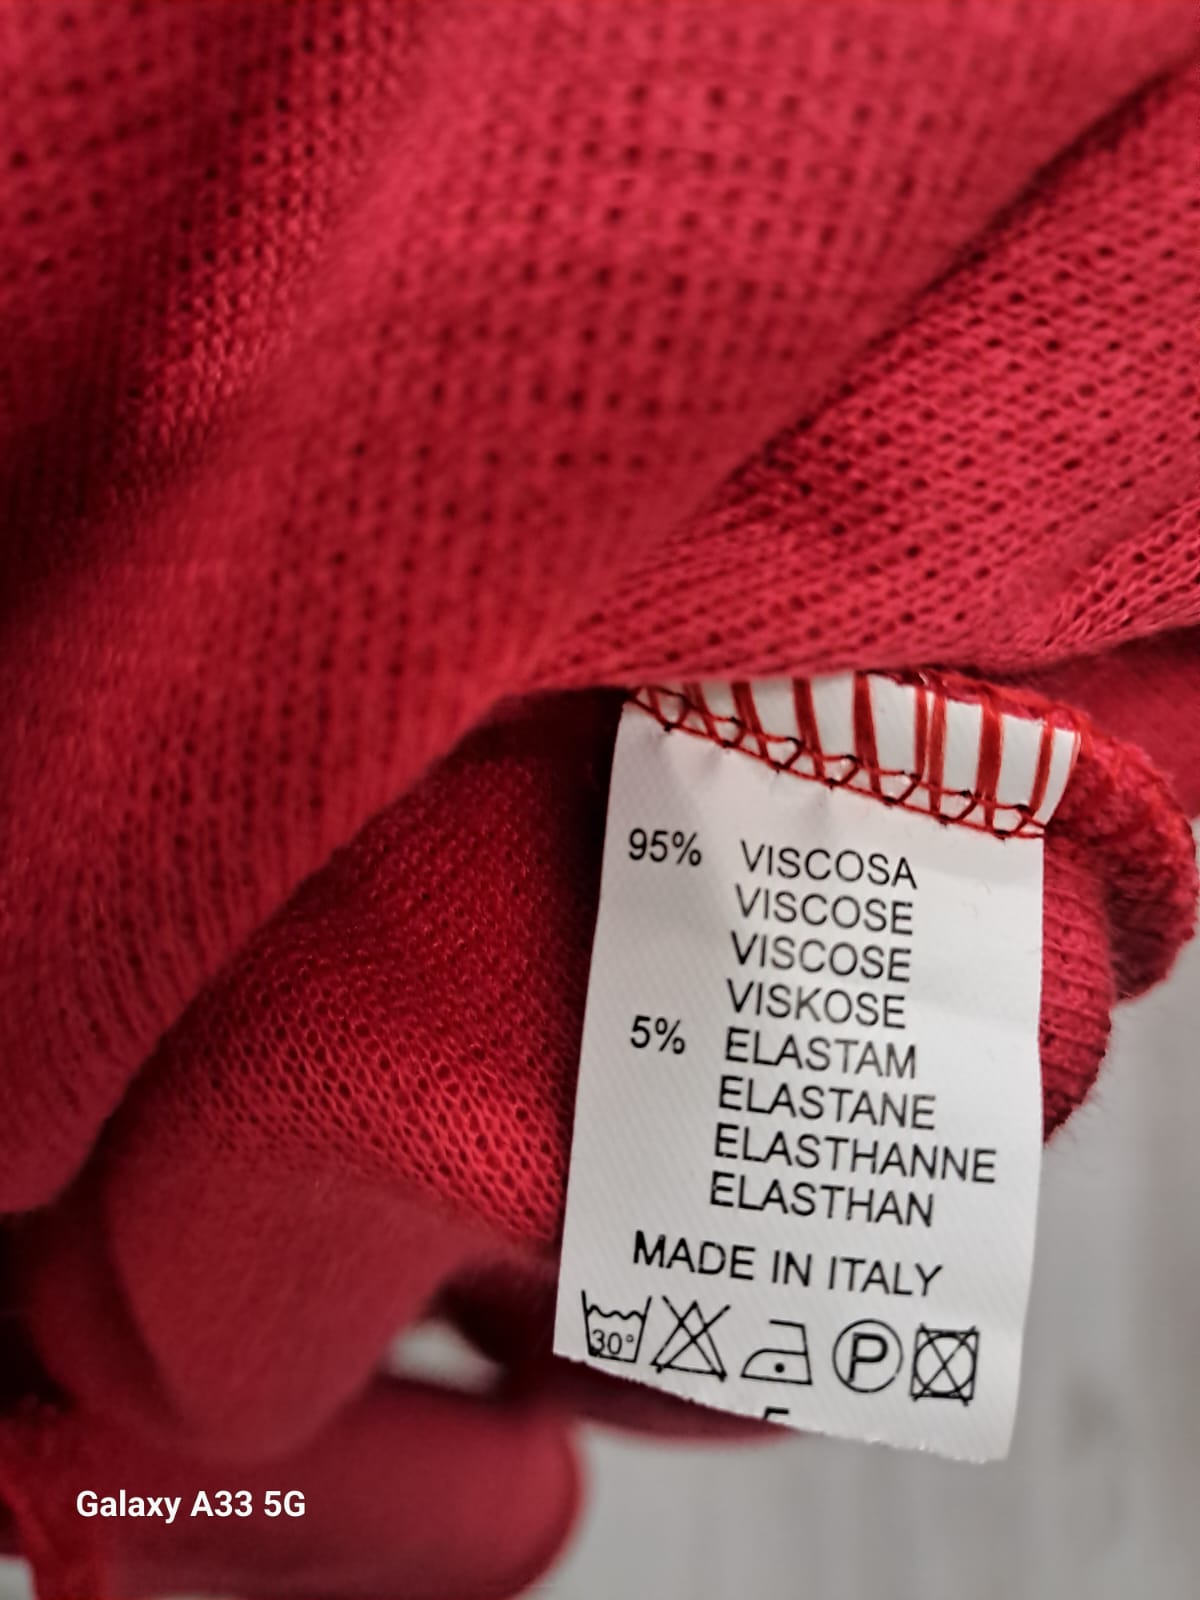 95% VISCOSA
VISCOSE
VISCOSE
VISKOSE
5% ELASTAM
ELASTANE
ELASTHANNE
ELASTHAN
MADE IN ITALY
30°
P
Galaxy A33 5G